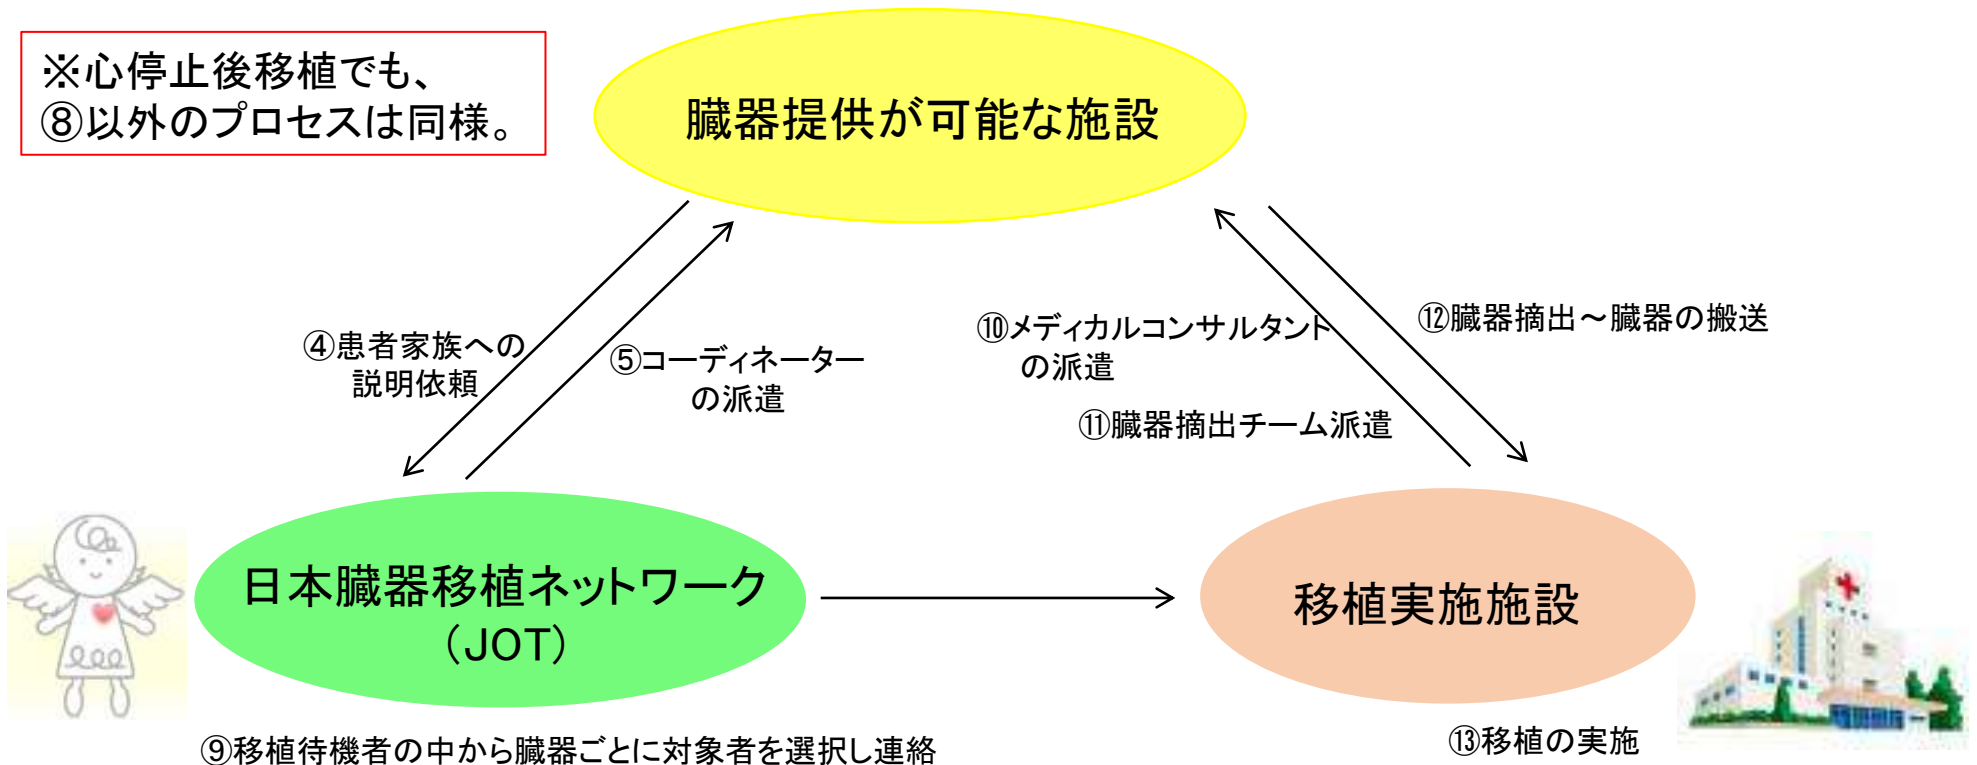 ※心停止後移植でも、
⑧以外のプロセスは同様。
臓器提供が可能な施設
④患者家族への
説明依頼
⑤コーディネーター
の派遣
⑩メディカルコンサルタント
の派遣
⑪臓器摘出チーム派遣
⑫臓器摘出～臓器の搬送
日本臓器移植ネットワーク
（JOT）
移植実施施設
⑨移植待機者の中から臓器ごとに対象者を選択し連絡
⑬移植の実施